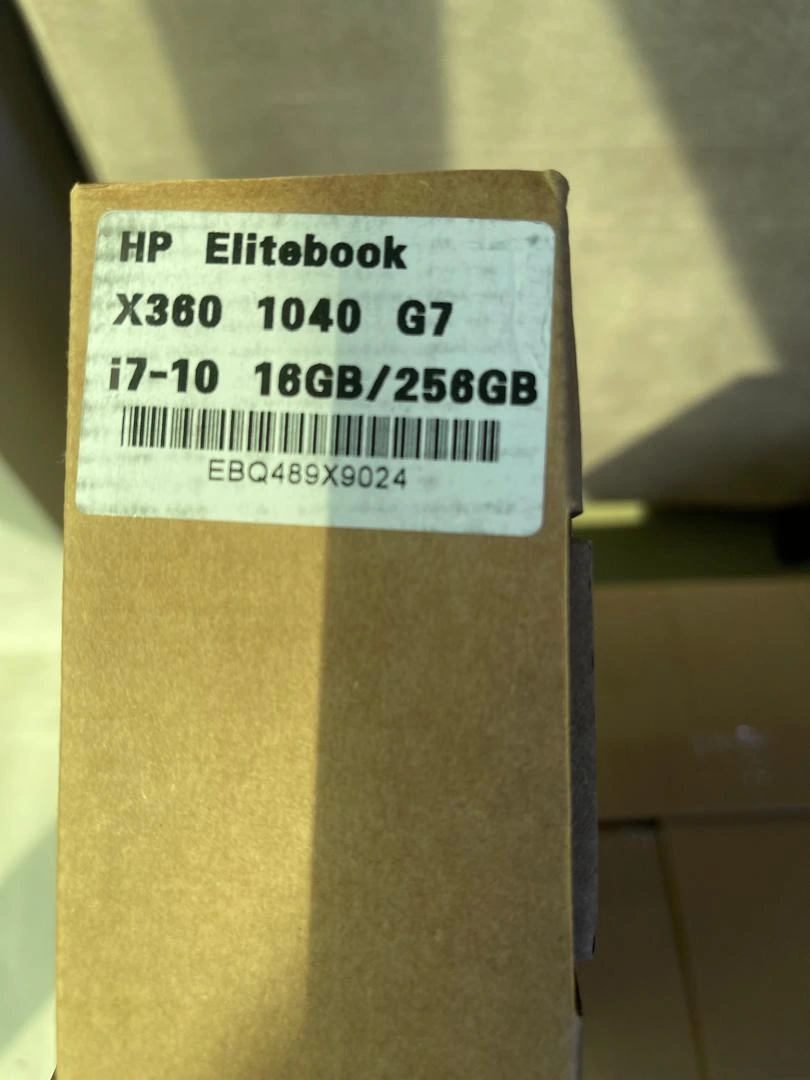 HP Elitebook
X360 1040 G7
i7-10 16GB/256GB
EBQ489X9024